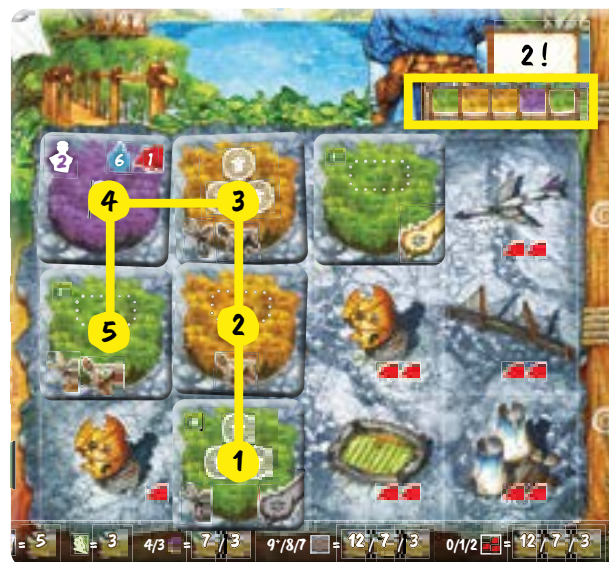 2!
2 6 1
4 3
5 2
1
= 5 = 3 4/3 = 7/3 9+/8/7 = 12/7/3 0/1/2 = 12/7/3